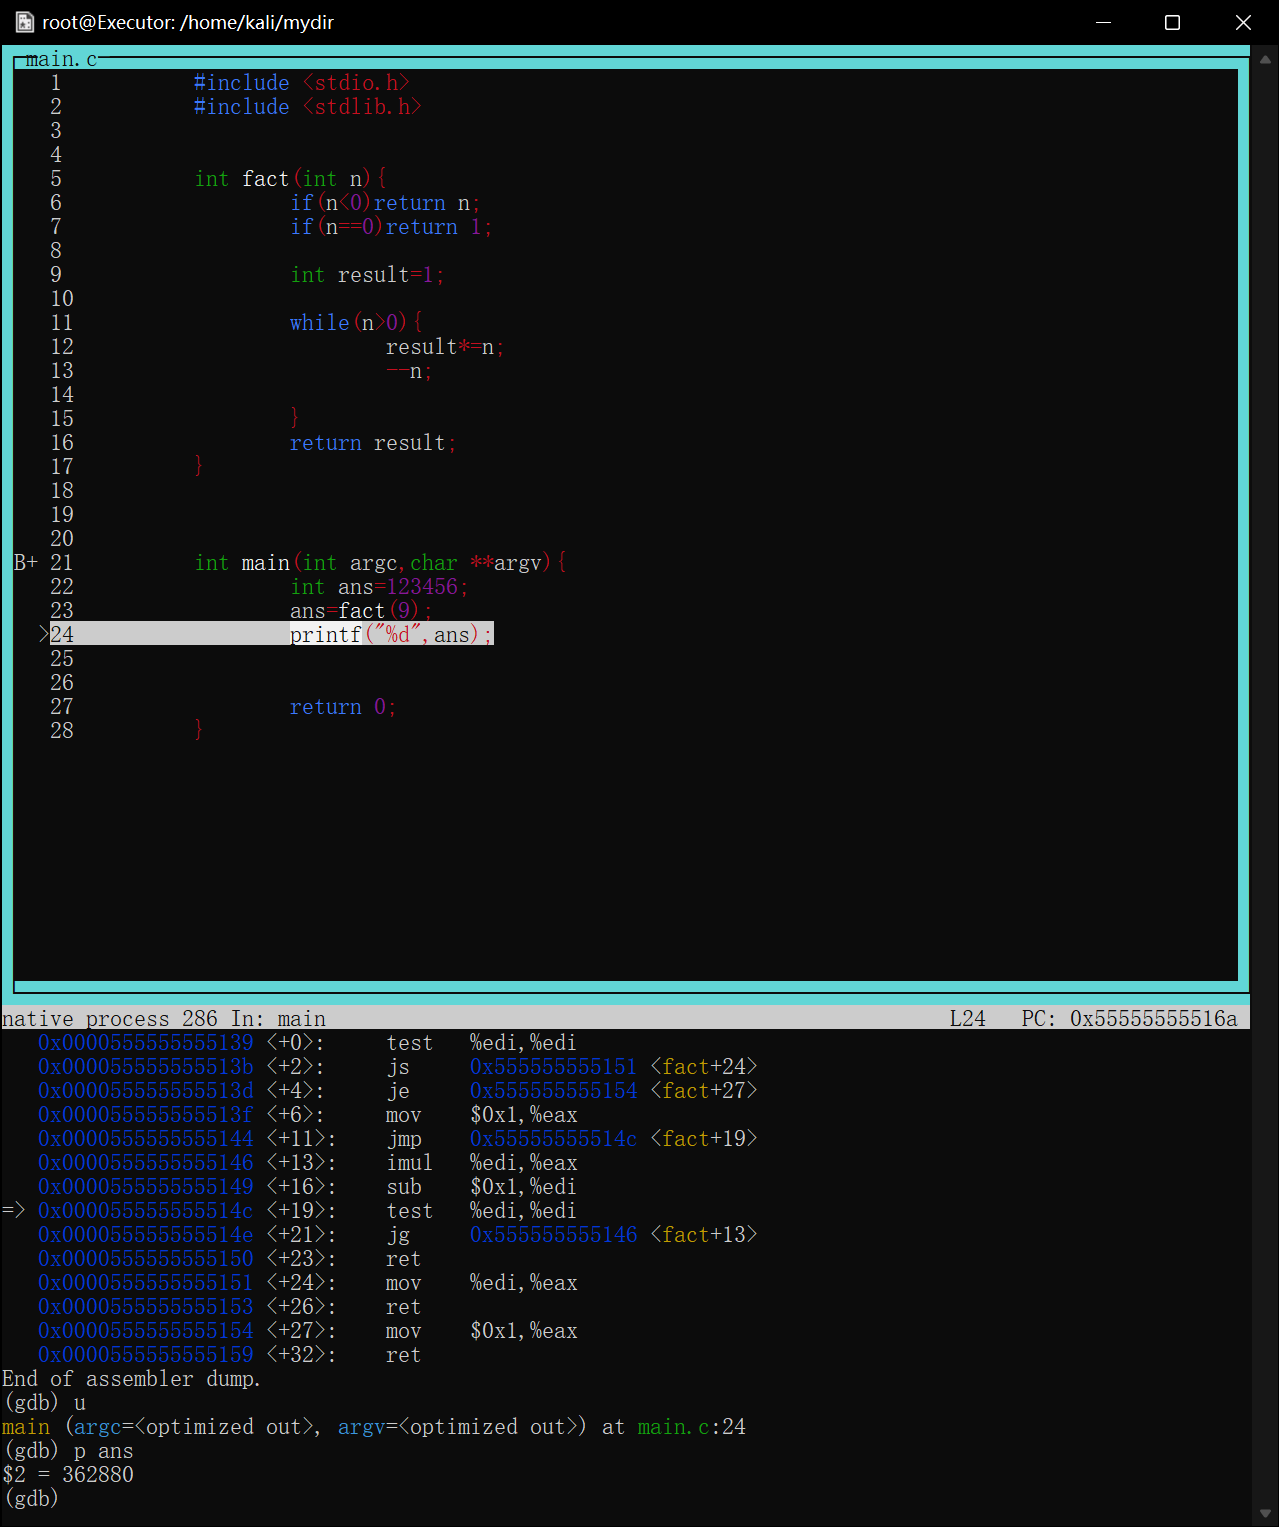 root@Executor: /home/kali/mydir
main.c
1 #include <stdio.h>
2 #include <stdlib.h>
3
4
5 int fact(int n){
6 if(n<0)return n;
7 if(n==0)return 1;
8
9 int result=1;
10
11 while(n>0){
12 result*=n;
13 --n;
14
15 }
16 return result;
17 }
18
19
20
B+ 21 int main(int argc,char **argv){
22 int ans=123456;
23 ans=fact(9);
>24 printf("%d",ans);
25
26
27 return 0;
28 }
native process 286 In: main L24 PC: 0x55555555516a
0x0000555555555139 <+0>: test %edi,%edi
0x000055555555513b <+2>: js 0x555555555151 <fact+24>
0x000055555555513d <+4>: je 0x555555555154 <fact+27>
0x000055555555513f <+6>: mov $0x1,%eax
0x0000555555555144 <+11>: jmp 0x55555555514c <fact+19>
0x0000555555555146 <+13>: imul %edi,%eax
0x0000555555555149 <+16>: sub $0x1,%edi
=> 0x000055555555514c <+19>: test %edi,%edi
0x000055555555514e <+21>: jg 0x555555555146 <fact+13>
0x0000555555555150 <+23>: ret
0x0000555555555151 <+24>: mov %edi,%eax
0x0000555555555153 <+26>: ret
0x0000555555555154 <+27>: mov $0x1,%eax
0x0000555555555159 <+32>: ret
End of assembler dump.
(gdb) u
main (argc=<optimized out>, argv=<optimized out>) at main.c:24
(gdb) p ans
$2 = 362880
(gdb)